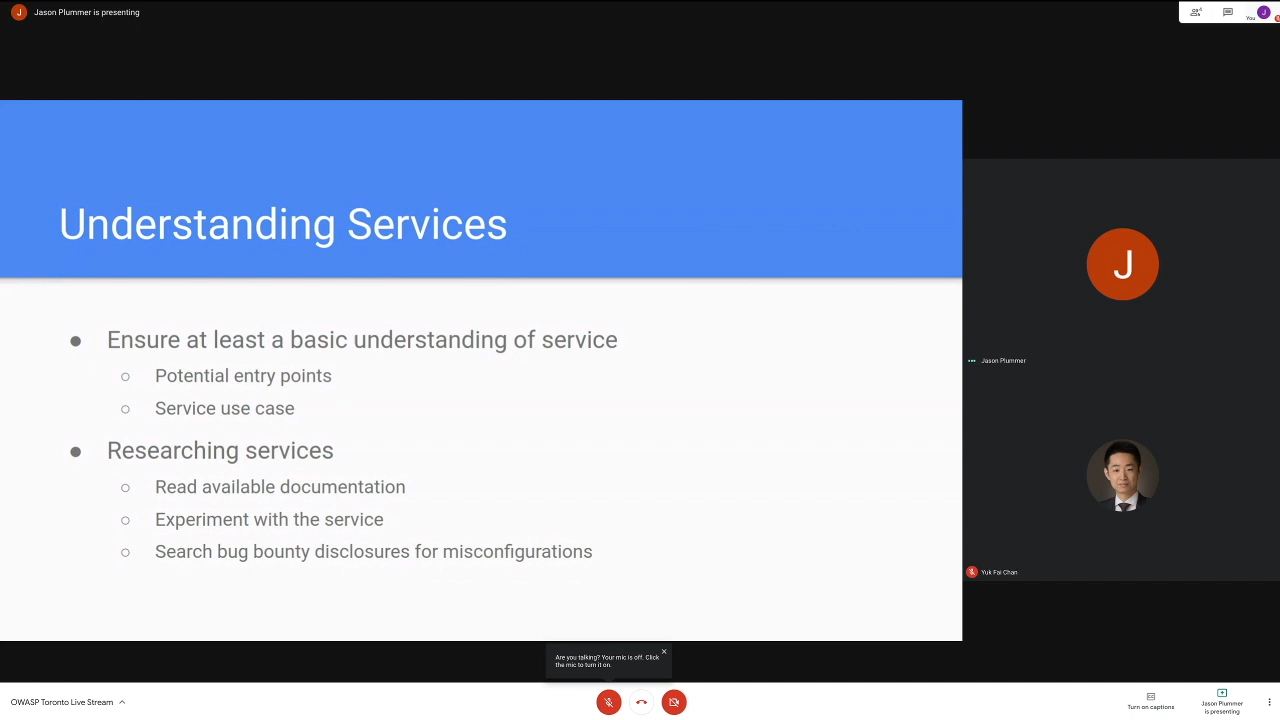 J Jason Plummer is presenting
4
You J
Understanding Services
● Ensure at least a basic understanding of service
○ Potential entry points
○ Service use case
● Researching services
○ Read available documentation
○ Experiment with the service
○ Search bug bounty disclosures for misconfigurations
J
Jason Plummer
Yuk Fai Chan
Are you talking? Your mic is off. Click
the mic to turn it on.
OWASP Toronto Live Stream
Turn on captions
Jason Plummer
is presenting